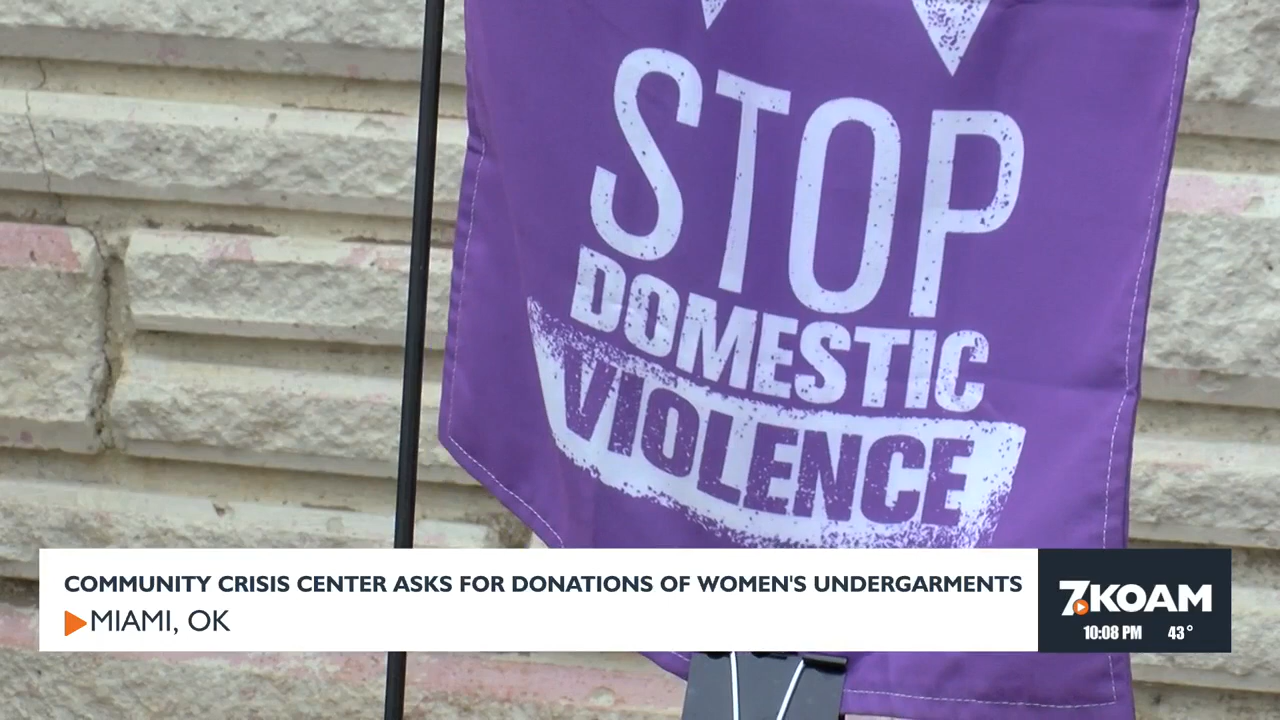 STOP
DOMESTIC
VIOLENCE
COMMUNITY CRISIS CENTER ASKS FOR DONATIONS OF WOMEN'S UNDERGARMENTS
MIAMI, OK
7KOAM
10:08 PM 43°